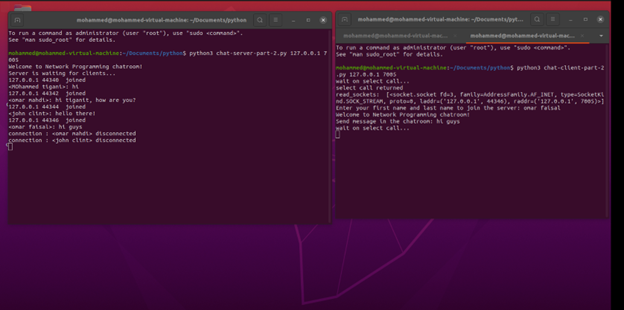 mohammed@mohammed-virtual-machine: ~/Documents/python
To run a command as administrator (user "root"), use "sudo <command>".
See "man sudo_root" for details.
mohammed@mohammed-virtual-machine:~/Documents/python$ python3 chat-server-part-2.py 127.0.0.1 7
005
Welcome to Network Programming chatroom!
Server is waiting for clients...
127.0.0.1 44340 joined
<MOhammed tigani>: hi
127.0.0.1 44342 joined
<omar mahdi>: hi tiganit, how are you?
127.0.0.1 44344 joined
<john clint>: hello there!
127.0.0.1 44346 joined
<omar faisal>: hi guys
connection : <omar mahdi> disconnected
connection : <john clint> disconnected
mohammed@mohammed-virtual-machine: ~/Documents/pyt...
mohammed@mohammed-virtual-mac...
mohammed@mohammed-virtual-mac...
To run a command as administrator (user "root"), use "sudo <command>".
See "man sudo_root" for details.
mohammed@mohammed-virtual-machine:~/Documents/python$ python3 chat-client-part-2
.py 127.0.0.1 7005
wait on select call...
select call returned
read_sockets: [<socket.socket fd=3, family=AddressFamily.AF_INET, type=SocketKi
nd.SOCK_STREAM, proto=0, laddr=('127.0.0.1', 44346), raddr=('127.0.0.1', 7005)>]
Enter your first name and last name to join the server: omar faisal
Welcome to Network Programming chatroom!
Send message in the chatroom: hi guys
wait on select call...